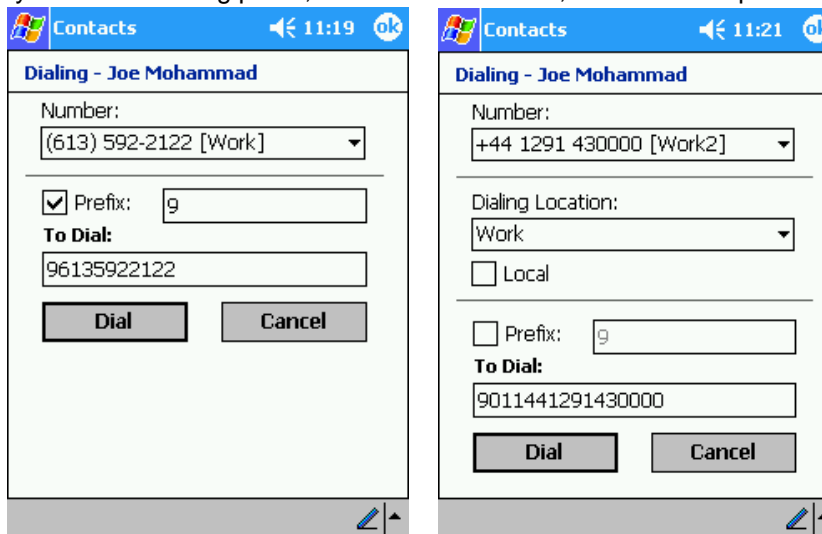 Contacts 11:19 ok
Dialing - Joe Mohammad
Number:
(613) 592-2122 [Work]
Prefix: 9
To Dial:
96135922122
Dial Cancel
Contacts 11:21
Dialing - Joe Mohammad
Number:
+44 1291 430000 [Work2]
Dialing Location:
Work
Local
Prefix: 9
To Dial:
9011441291430000
Dial Cancel